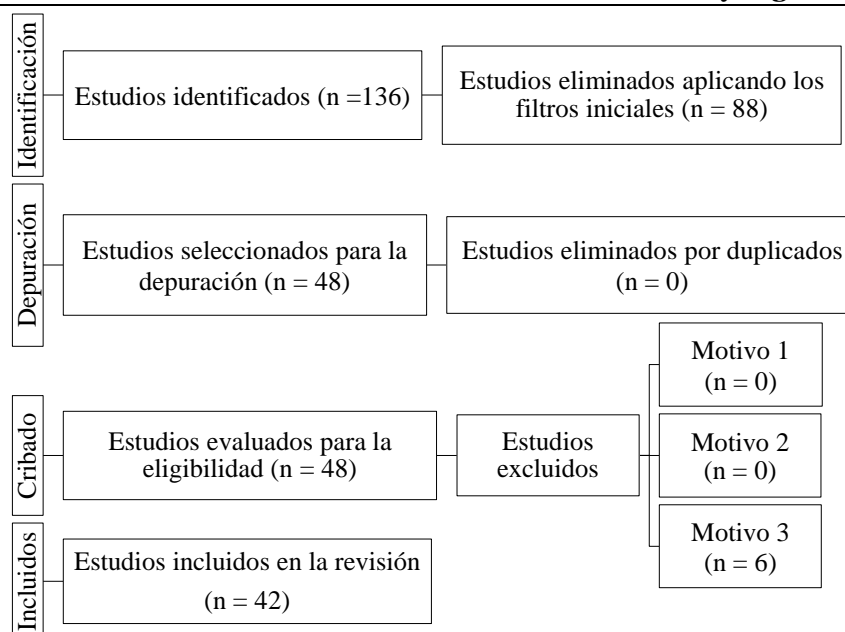 Identificación
Estudios identificados (n =136)
Estudios eliminados aplicando los
filtros iniciales (n = 88)
Depuración
Estudios seleccionados para la
depuración (n = 48)
Estudios eliminados por duplicados
(n = 0)
Cribado
Estudios evaluados para la
eligibilidad (n = 48)
Estudios
excluidos
Motivo 1
(n = 0)
Motivo 2
(n = 0)
Motivo 3
(n = 6)
Incluidos
Estudios incluidos en la revisión
(n = 42)